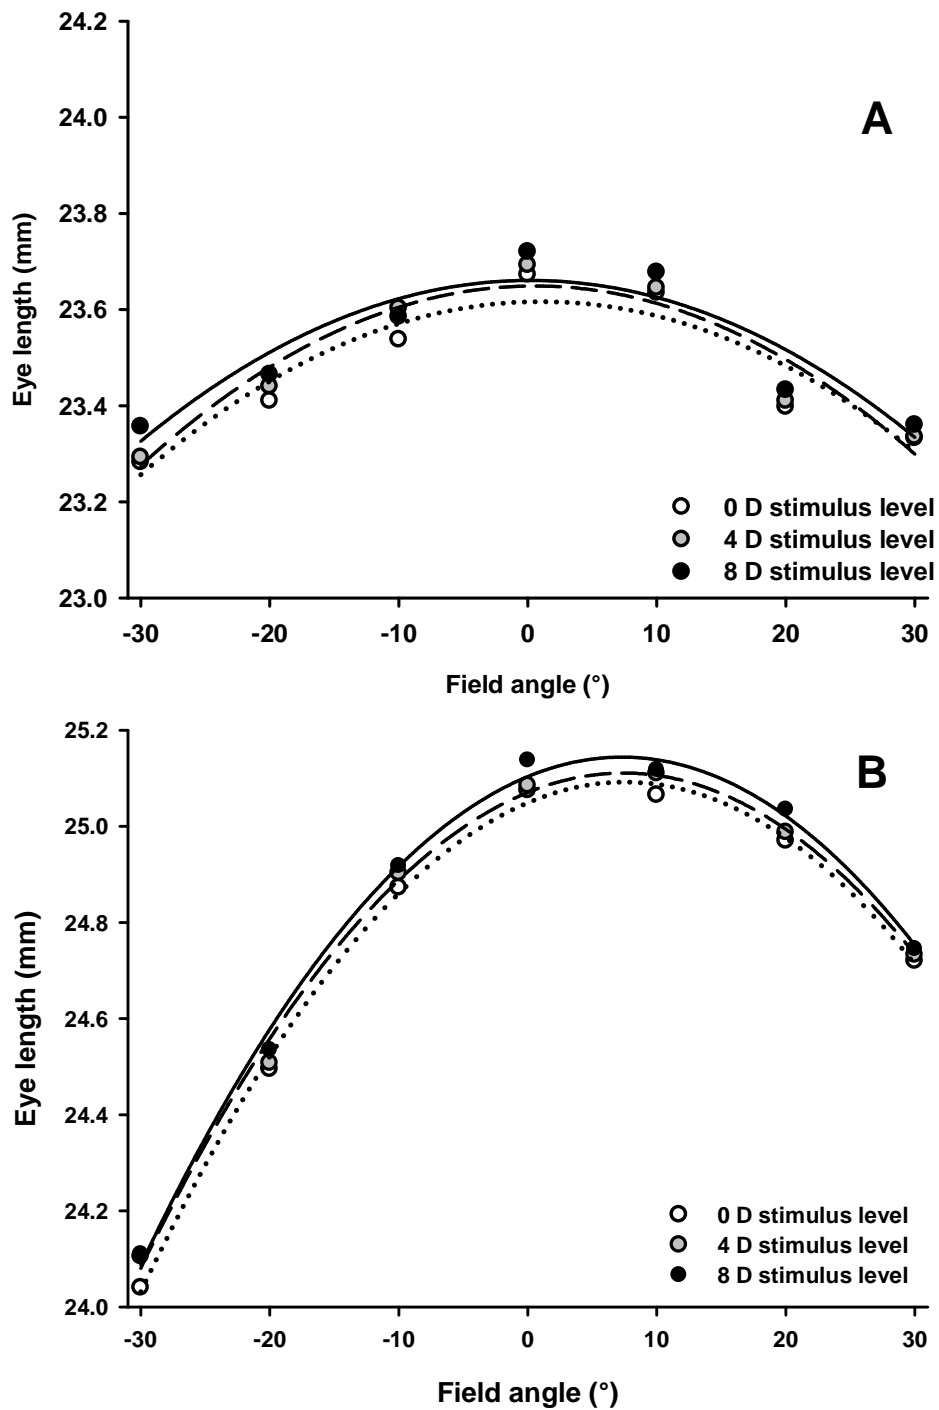 24.2
A
24.0
23.8
Eye length (mm)
23.6
23.4
23.2
0 D stimulus level
4 D stimulus level
8 D stimulus level
23.0
-30 -20 -10 0 10 20 30
Field angle (°)
25.2
B
25.0
24.8
Eye length (mm)
24.6
24.4
24.2
0 D stimulus level
4 D stimulus level
8 D stimulus level
24.0
-30 -20 -10 0 10 20 30
Field angle (°)